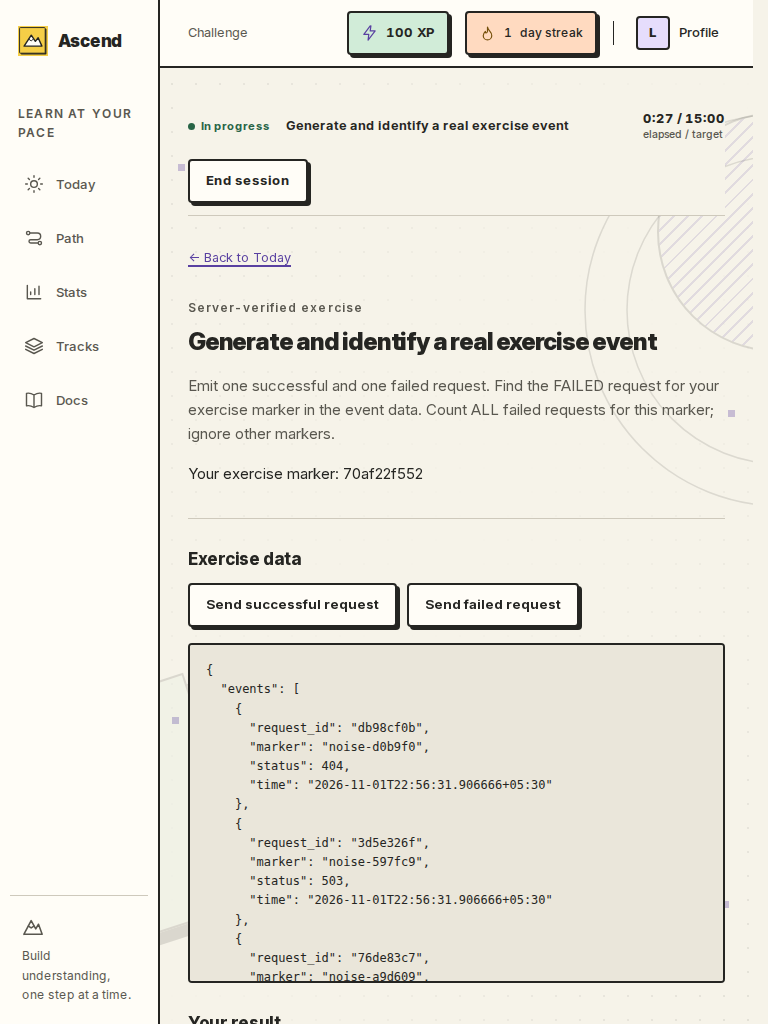 Ascend
LEARN AT YOUR
PACE
Today
Path
Stats
Tracks
Docs
Build
understanding,
one step at a time.
Challenge
100 XP
1 day streak
L
Profile
In progress
Generate and identify a real exercise event
0:27 / 15:00
elapsed / target
End session
← Back to Today
Server-verified exercise
Generate and identify a real exercise event
Emit one successful and one failed request. Find the FAILED request for your
exercise marker in the event data. Count ALL failed requests for this marker;
ignore other markers.
Your exercise marker: 70af22f552
Exercise data
Send successful request
Send failed request
{
  "events": [
    {
      "request_id": "db98cf0b",
      "marker": "noise-d0b9f0",
      "status": 404,
      "time": "2026-11-01T22:56:31.906666+05:30"
    },
    {
      "request_id": "3d5e326f",
      "marker": "noise-597fc9",
      "status": 503,
      "time": "2026-11-01T22:56:31.906666+05:30"
    },
    {
      "request_id": "76de83c7",
      "marker": "noise-a9d609",
Your result